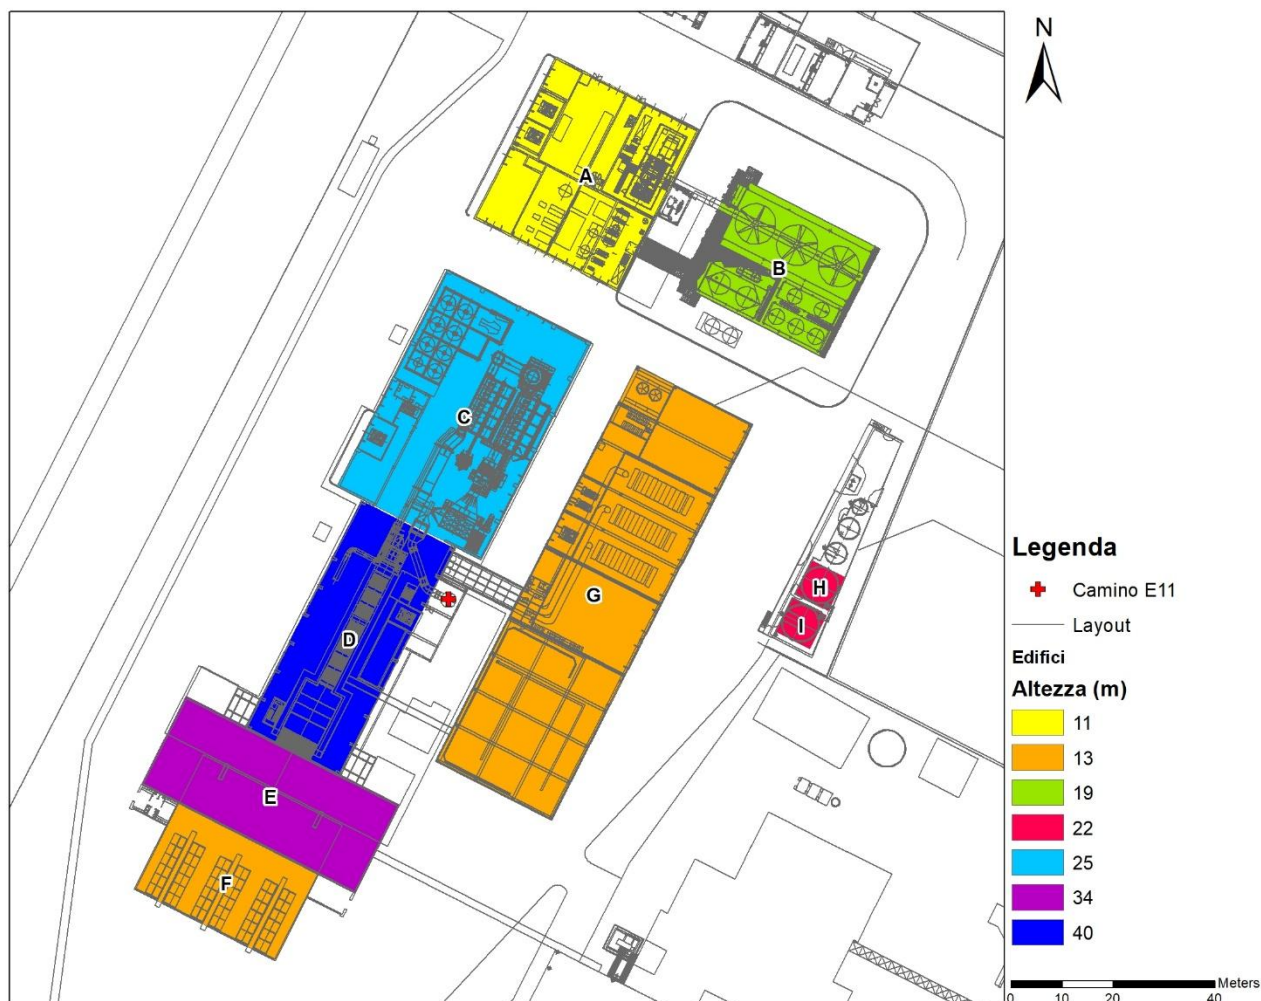 N
A
B
C
D
E
F
G
H
I
Legenda
Camino E11
Layout
Edifici
Altezza (m)
11
13
19
22
25
34
40
Meters
0 10 20 40